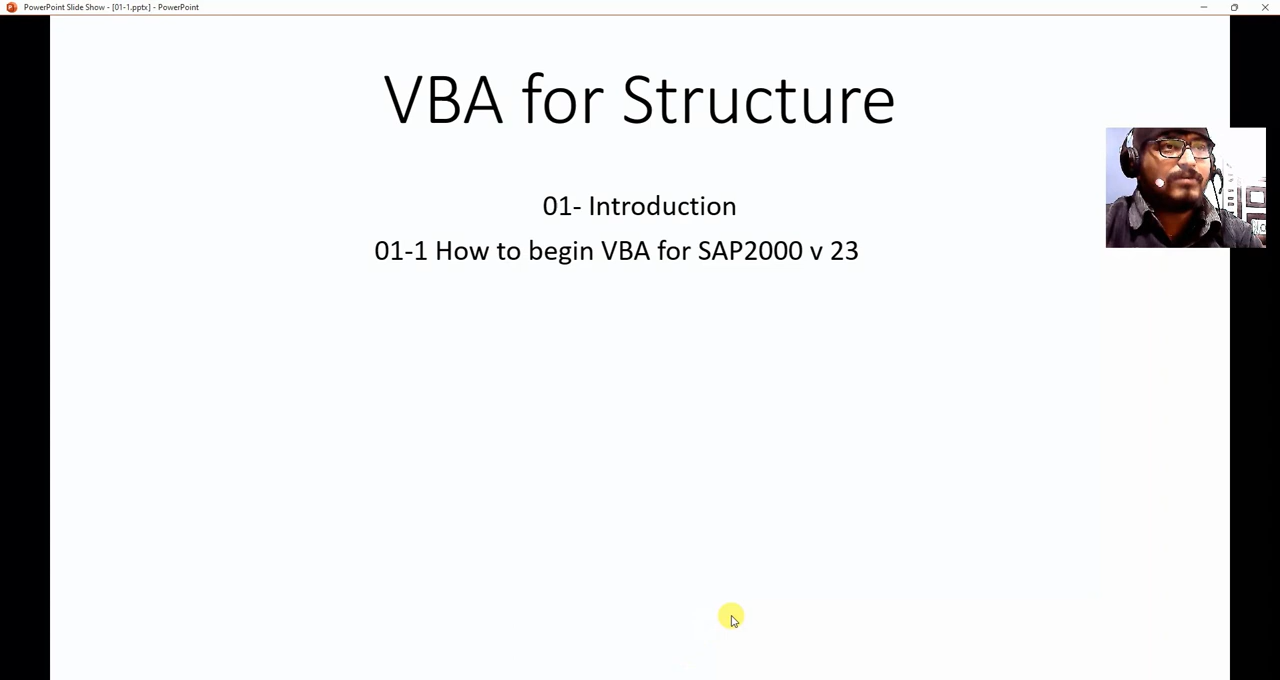 PowerPoint Slide Show - [01-1.pptx] - PowerPoint
VBA for Structure
01- Introduction
01-1 How to begin VBA for SAP2000 v 23